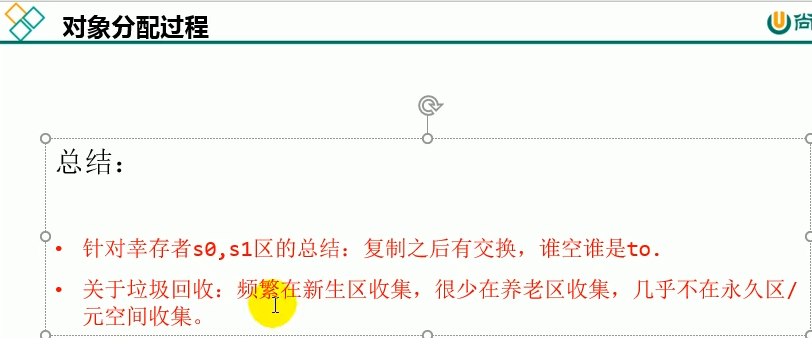 对象分配过程
尚
总结：
• 针对幸存者s0,s1区的总结：复制之后有交换，谁空谁是to.
• 关于垃圾回收：频繁在新生区收集，很少在养老区收集，几乎不在永久区/
元空间收集。